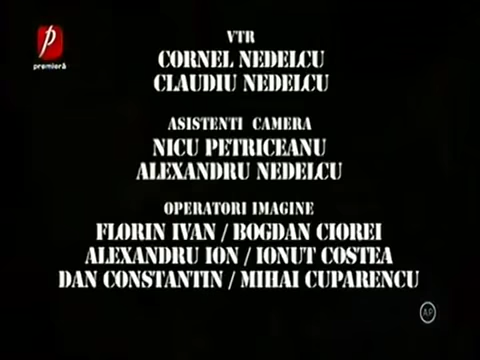 p
premieră
VTR
CORNEL NEDELCU
CLAUDIU NEDELCU
ASISTENTI CAMERA
NICU PETRICEANU
ALEXANDRU NEDELCU
OPERATORI IMAGINE
FLORIN IVAN / BOGDAN CIOREI
ALEXANDRU ION / IONUT COSTEA
DAN CONSTANTIN / MIHAI CUPARENCU
AP